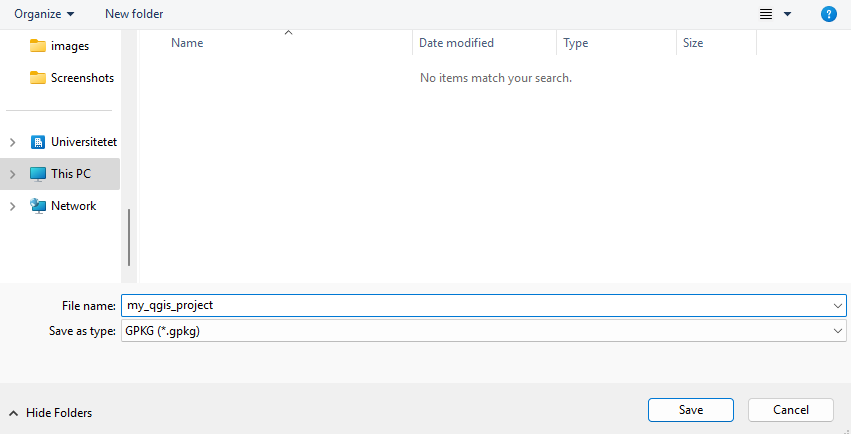 Organize New folder
images
Screenshots
Universitetet
This PC
Network
Name Date modified Type Size
No items match your search.
File name: my_qgis_project
Save as type: GPKG (*.gpkg)
Hide Folders Save Cancel